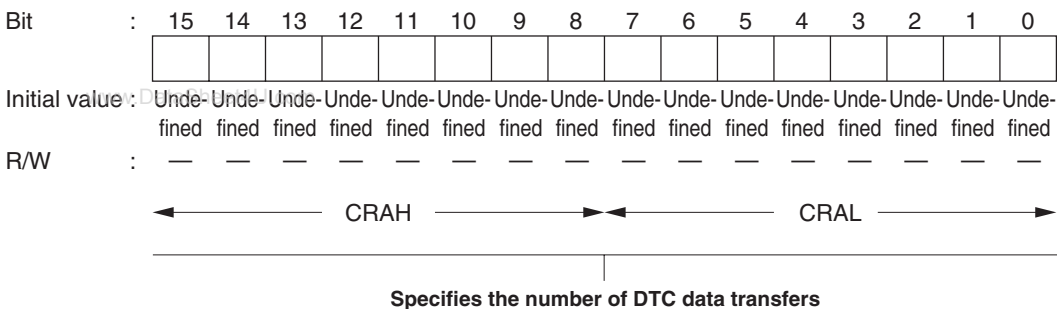 Bit : 15 14 13 12 11 10 9 8 7 6 5 4 3 2 1 0
Initial value : Unde- Unde- Unde- Unde- Unde- Unde- Unde- Unde- Unde- Unde- Unde- Unde- Unde- Unde- Unde- Unde-
fined fined fined fined fined fined fined fined fined fined fined fined fined fined fined fined
R/W : — — — — — — — — — — — — — — — —
CRAH CRAL
Specifies the number of DTC data transfers